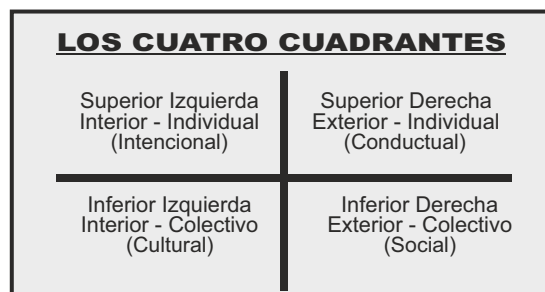 LOS CUATRO CUADRANTES
Superior Izquierda
Interior - Individual
(Intencional)
Superior Derecha
Exterior - Individual
(Conductual)
Inferior Izquierda
Interior - Colectivo
(Cultural)
Inferior Derecha
Exterior - Colectivo
(Social)